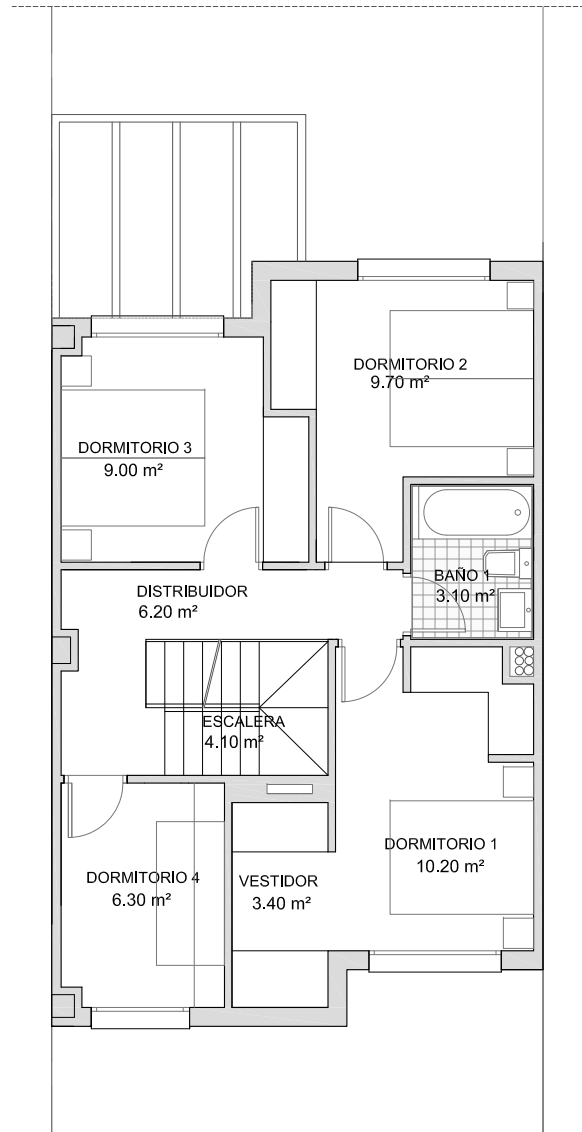 DORMITORIO 2
9.70 m²
DORMITORIO 3
9.00 m²
BAÑO 1
3.10 m²
DISTRIBUIDOR
6.20 m²
ESCALERA
4.10 m²
DORMITORIO 1
10.20 m²
DORMITORIO 4
6.30 m²
VESTIDOR
3.40 m²